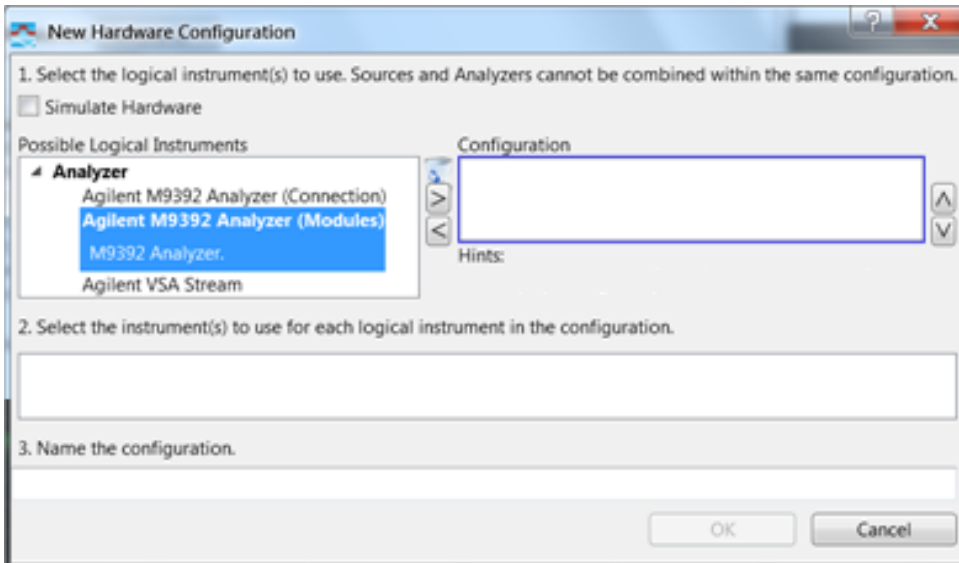 New Hardware Configuration
?
X
1. Select the logical instrument(s) to use. Sources and Analyzers cannot be combined within the same configuration.
Simulate Hardware
Possible Logical Instruments
Configuration
Analyzer
Agilent M9392 Analyzer (Connection)
Agilent M9392 Analyzer (Modules)
M9392 Analyzer.
Agilent VSA Stream
>
<
Hints:
2. Select the instrument(s) to use for each logical instrument in the configuration.
3. Name the configuration.
OK
Cancel